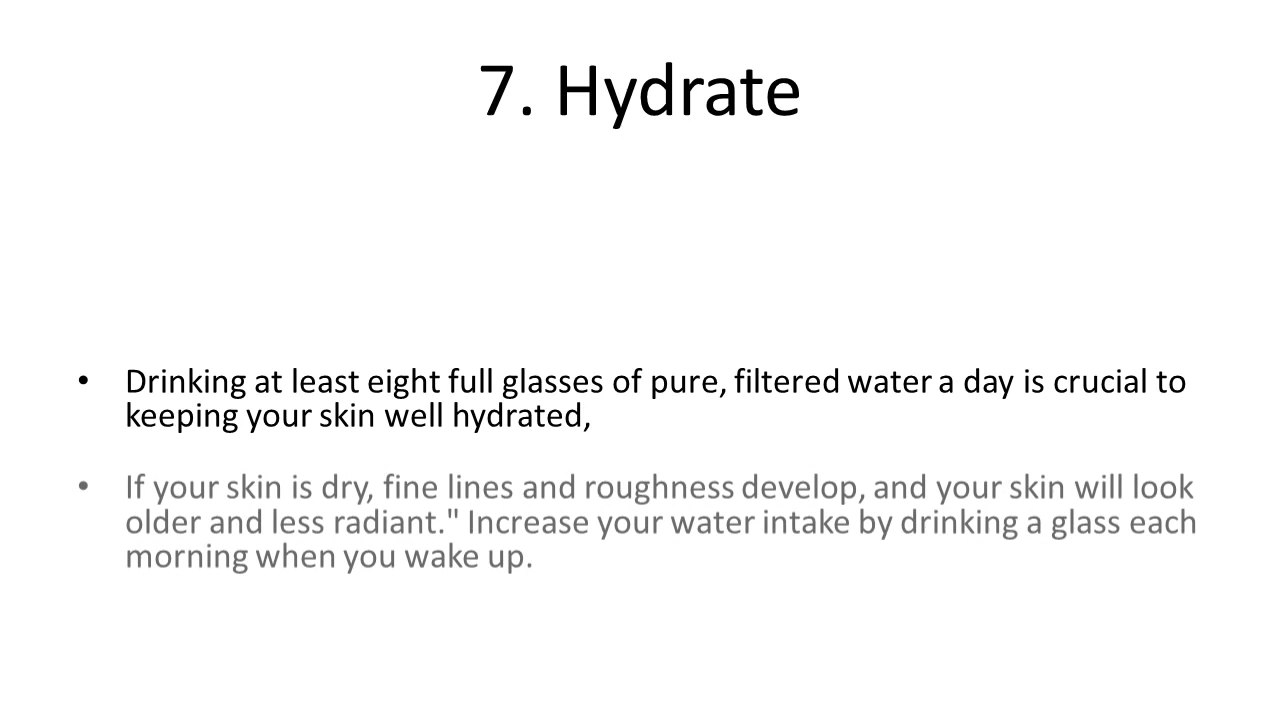 7. Hydrate
• Drinking at least eight full glasses of pure, filtered water a day is crucial to
keeping your skin well hydrated,
• If your skin is dry, fine lines and roughness develop, and your skin will look
older and less radiant." Increase your water intake by drinking a glass each
morning when you wake up.